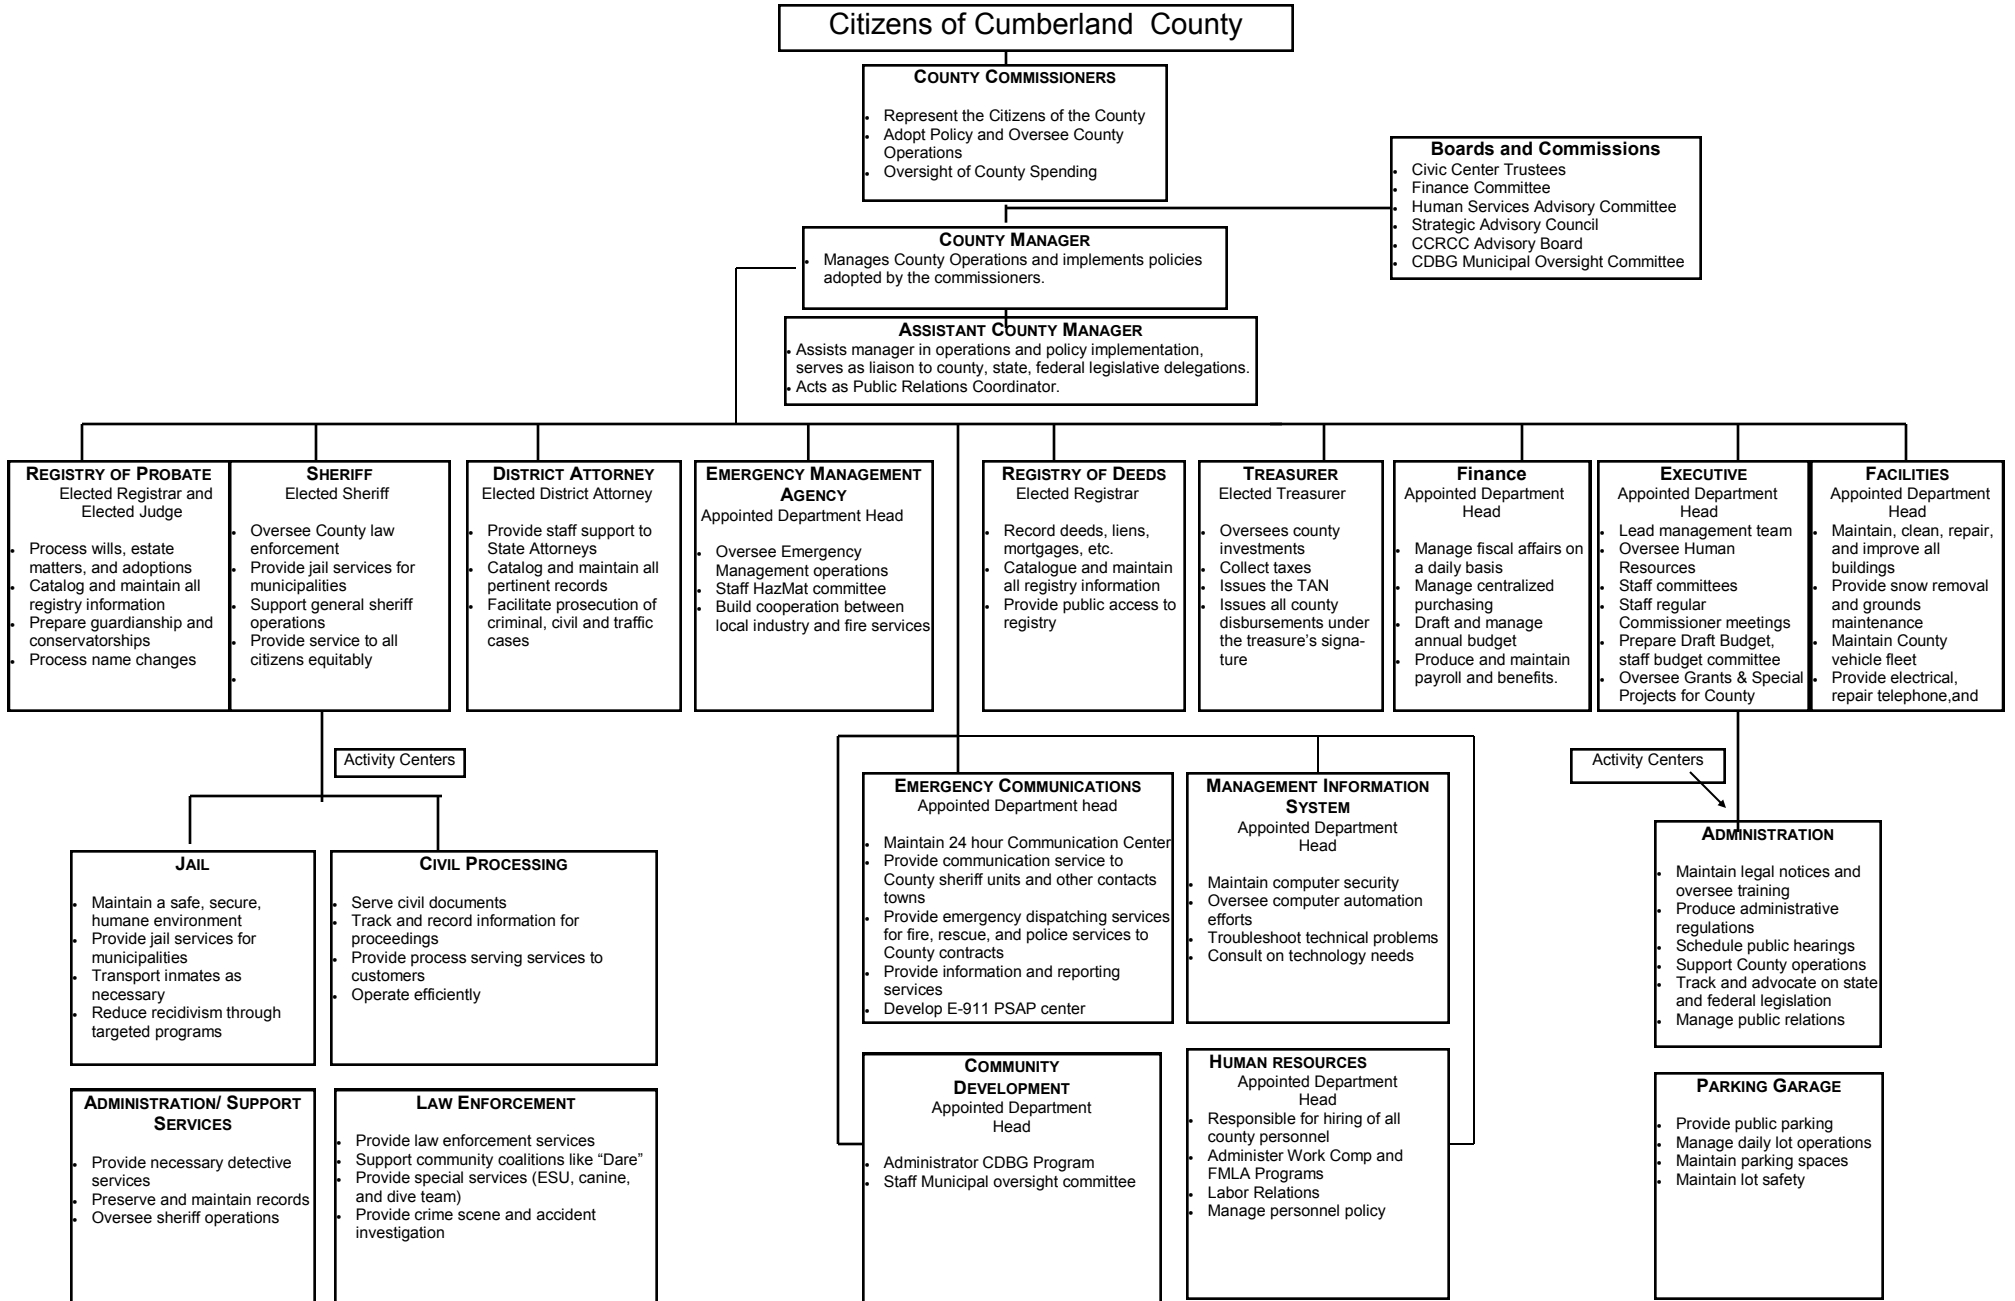 Citizens of Cumberland County
COUNTY COMMISSIONERS
• Represent the Citizens of the County
• Adopt Policy and Oversee County
Operations
• Oversight of County Spending
Boards and Commissions
• Civic Center Trustees
• Finance Committee
• Human Services Advisory Committee
• Strategic Advisory Council
• CCRCC Advisory Board
• CDBG Municipal Oversight Committee
COUNTY MANAGER
• Manages County Operations and implements policies
adopted by the commissioners.
ASSISTANT COUNTY MANAGER
• Assists manager in operations and policy implementation,
serves as liaison to county, state, federal legislative delegations.
• Acts as Public Relations Coordinator.
REGISTRY OF PROBATE
Elected Registrar and
Elected Judge
• Process wills, estate
matters, and adoptions
• Catalog and maintain all
registry information
• Prepare guardianship and
conservatorships
• Process name changes
SHERIFF
Elected Sheriff
• Oversee County law
enforcement
• Provide jail services for
municipalities
• Support general sheriff
operations
• Provide service to all
citizens equitably
•
DISTRICT ATTORNEY
Elected District Attorney
• Provide staff support to
State Attorneys
• Catalog and maintain all
pertinent records
• Facilitate prosecution of
criminal, civil and traffic
cases
EMERGENCY MANAGEMENT
AGENCY
Appointed Department Head
• Oversee Emergency
Management operations
• Staff HazMat committee
• Build cooperation between
local industry and fire services
REGISTRY OF DEEDS
Elected Registrar
• Record deeds, liens,
mortgages, etc.
• Catalogue and maintain
all registry information
• Provide public access to
registry
TREASURER
Elected Treasurer
• Oversees county
investments
• Collect taxes
• Issues the TAN
• Issues all county
disbursements under
the treasure's signa-
ture
Finance
Appointed Department
Head
• Manage fiscal affairs on
a daily basis
• Manage centralized
purchasing
• Draft and manage
annual budget
• Produce and maintain
payroll and benefits.
EXECUTIVE
Appointed Department
Head
• Lead management team
• Oversee Human
Resources
• Staff committees
• Staff regular
Commissioner meetings
• Prepare Draft Budget,
staff budget committee
• Oversee Grants & Special
Projects for County
FACILITIES
Appointed Department
Head
• Maintain, clean, repair,
and improve all
buildings
• Provide snow removal
and grounds
maintenance
• Maintain County
vehicle fleet
• Provide electrical,
repair telephone,and
Activity Centers
JAIL
• Maintain a safe, secure,
humane environment
• Provide jail services for
municipalities
• Transport inmates as
necessary
• Reduce recidivism through
targeted programs
CIVIL PROCESSING
• Serve civil documents
• Track and record information for
proceedings
• Provide process serving services to
customers
• Operate efficiently
ADMINISTRATION/ SUPPORT
SERVICES
• Provide necessary detective
services
• Preserve and maintain records
• Oversee sheriff operations
LAW ENFORCEMENT
• Provide law enforcement services
• Support community coalitions like “Dare”
• Provide special services (ESU, canine,
and dive team)
• Provide crime scene and accident
investigation
EMERGENCY COMMUNICATIONS
Appointed Department head
• Maintain 24 hour Communication Center
• Provide communication service to
County sheriff units and other contacts
towns
• Provide emergency dispatching services
for fire, rescue, and police services to
County contracts
• Provide information and reporting
services
• Develop E-911 PSAP center
MANAGEMENT INFORMATION
SYSTEM
Appointed Department
Head
• Maintain computer security
• Oversee computer automation
efforts
• Troubleshoot technical problems
• Consult on technology needs
COMMUNITY
DEVELOPMENT
Appointed Department
Head
• Administrator CDBG Program
• Staff Municipal oversight committee
HUMAN RESOURCES
Appointed Department
Head
• Responsible for hiring of all
county personnel
• Administer Work Comp and
FMLA Programs
• Labor Relations
• Manage personnel policy
Activity Centers
ADMINISTRATION
• Maintain legal notices and
oversee training
• Produce administrative
regulations
• Schedule public hearings
• Support County operations
• Track and advocate on state
and federal legislation
• Manage public relations
PARKING GARAGE
• Provide public parking
• Manage daily lot operations
• Maintain parking spaces
• Maintain lot safety